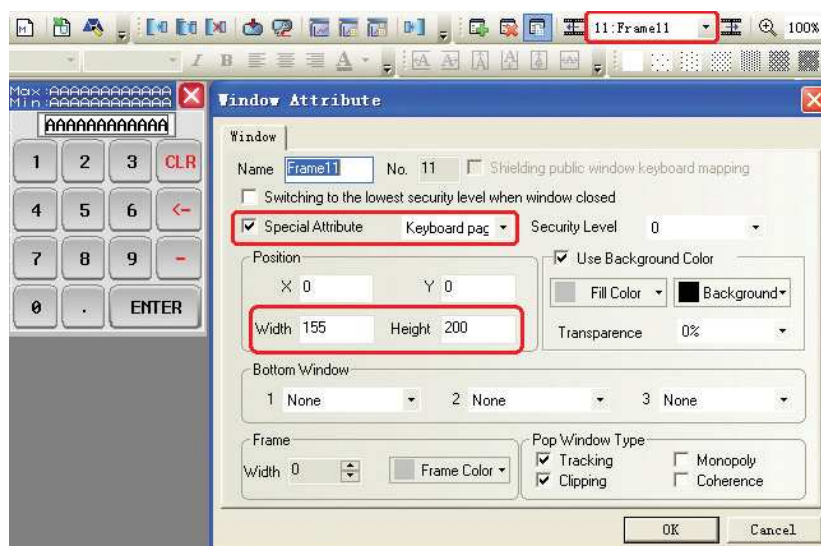 11:Frame11 100%
I B A
Max:AAAAAAAAAAAA
Min:AAAAAAAAAAAA
AAAAAAAAAAAA
1 2 3 CLR
4 5 6 <-
7 8 9 -
0 . ENTER
Window Attribute
Window
Name Frame11 No. 11 Shielding public window keyboard mapping
Switching to the lowest security level when window closed
Special Attribute Keyboard pag Security Level 0
Position
X 0 Y 0
Width 155 Height 200
Use Background Color
Fill Color Background
Transparence 0%
Bottom Window
1 None 2 None 3 None
Frame
Width 0 Frame Color
Pop Window Type
Tracking Monopoly
Clipping Coherence
OK Cancel